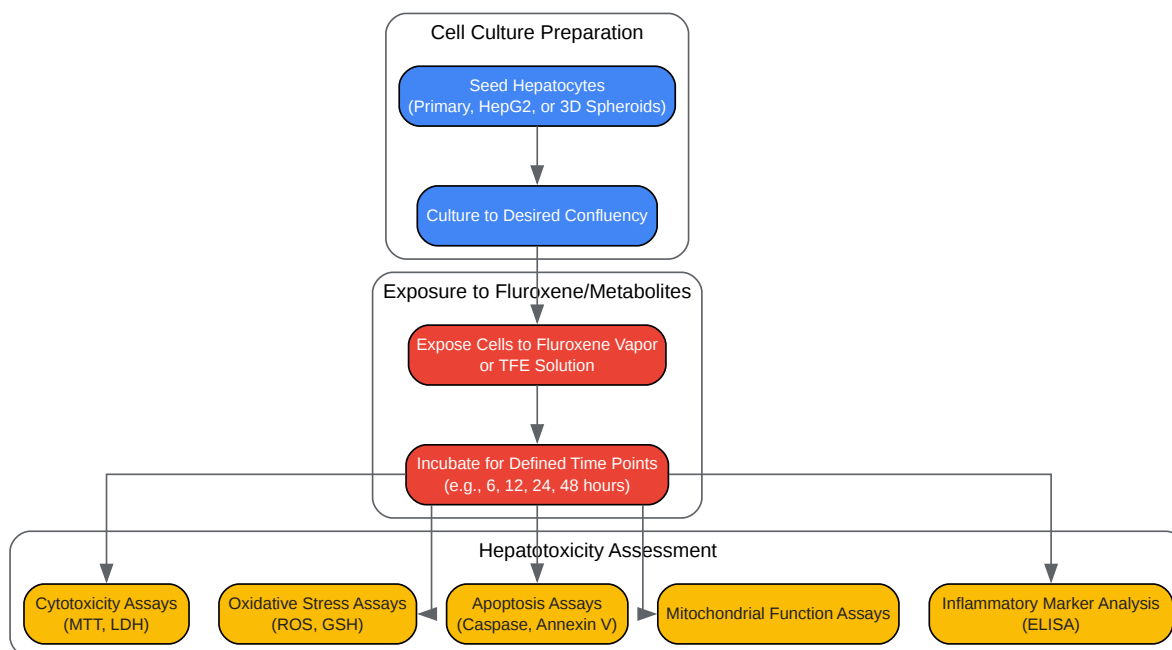 Cell Culture Preparation
Seed Hepatocytes
(Primary, HepG2, or 3D Spheroids)
Culture to Desired Confluency
Exposure to Fluroxene/Metabolites
Expose Cells to Fluroxene Vapor
or TFE Solution
Incubate for Defined Time Points
(e.g., 6, 12, 24, 48 hours)
Hepatotoxicity Assessment
Cytotoxicity Assays
(MTT, LDH)
Oxidative Stress Assays
(ROS, GSH)
Apoptosis Assays
(Caspase, Annexin V)
Mitochondrial Function Assays
Inflammatory Marker Analysis
(ELISA)